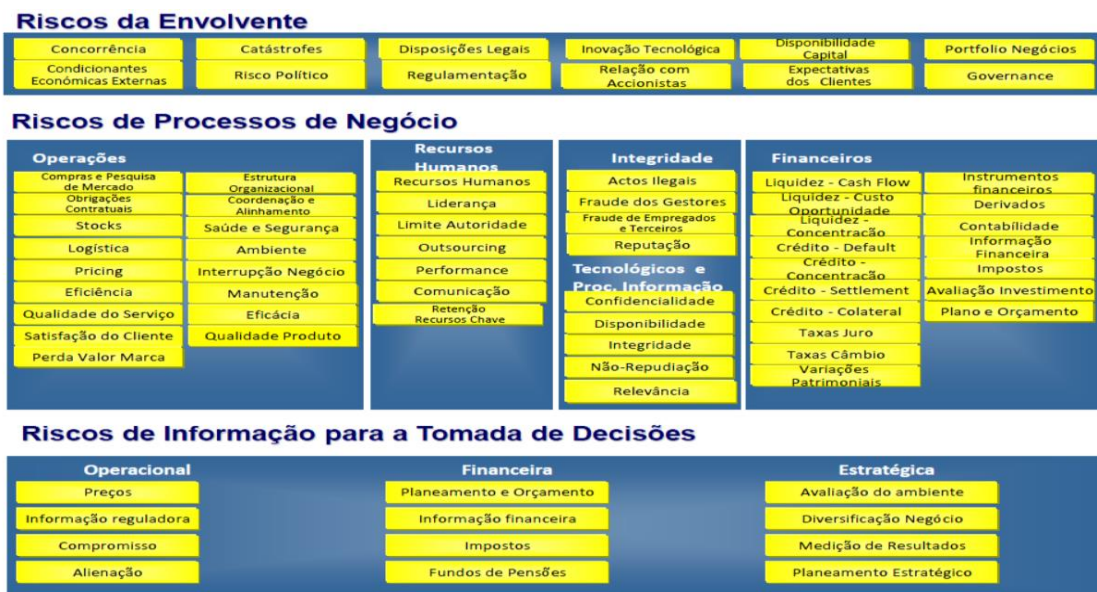 Riscos da Envolvente
Concorrência
Catástrofes
Disposições Legais
Inovação Tecnológica
Disponibilidade
Capital
Portfolio Negócios
Condicionantes
Económicas Externas
Risco Político
Regulamentação
Relação com
Accionistas
Expectativas
dos Clientes
Governance
Riscos de Processos de Negócio
Operações
Compras e Pesquisa
de Mercado
Obrigações
Contratuais
Stocks
Logística
Pricing
Eficiência
Qualidade do Serviço
Satisfação do Cliente
Perda Valor Marca
Estrutura
Organizacional
Coordenação e
Alinhamento
Saúde e Segurança
Ambiente
Interrupção Negócio
Manutenção
Eficácia
Qualidade Produto
Recursos
Humanos
Recursos Humanos
Liderança
Limite Autoridade
Outsourcing
Performance
Comunicação
Retenção
Recursos Chave
Integridade
Actos Ilegais
Fraude dos Gestores
Fraude de Empregados
e Terceiros
Reputação
Tecnológicos e
Proc. Informação
Confidencialidade
Disponibilidade
Integridade
Não-Repudiação
Relevância
Financeiros
Liquidez - Cash Flow
Liquidez - Custo
Oportunidade
Liquidez -
Concentração
Crédito - Default
Crédito -
Concentração
Crédito - Settlement
Crédito - Colateral
Taxas Juro
Taxas Câmbio
Variações
Patrimoniais
Instrumentos
financeiros
Derivados
Contabilidade
Informação
Financeira
Impostos
Avaliação Investimento
Plano e Orçamento
Riscos de Informação para a Tomada de Decisões
Operacional
Preços
Informação reguladora
Compromisso
Alienação
Financeira
Planeamento e Orçamento
Informação financeira
Impostos
Fundos de Pensões
Estratégica
Avaliação do ambiente
Diversificação Negócio
Medição de Resultados
Planeamento Estratégico